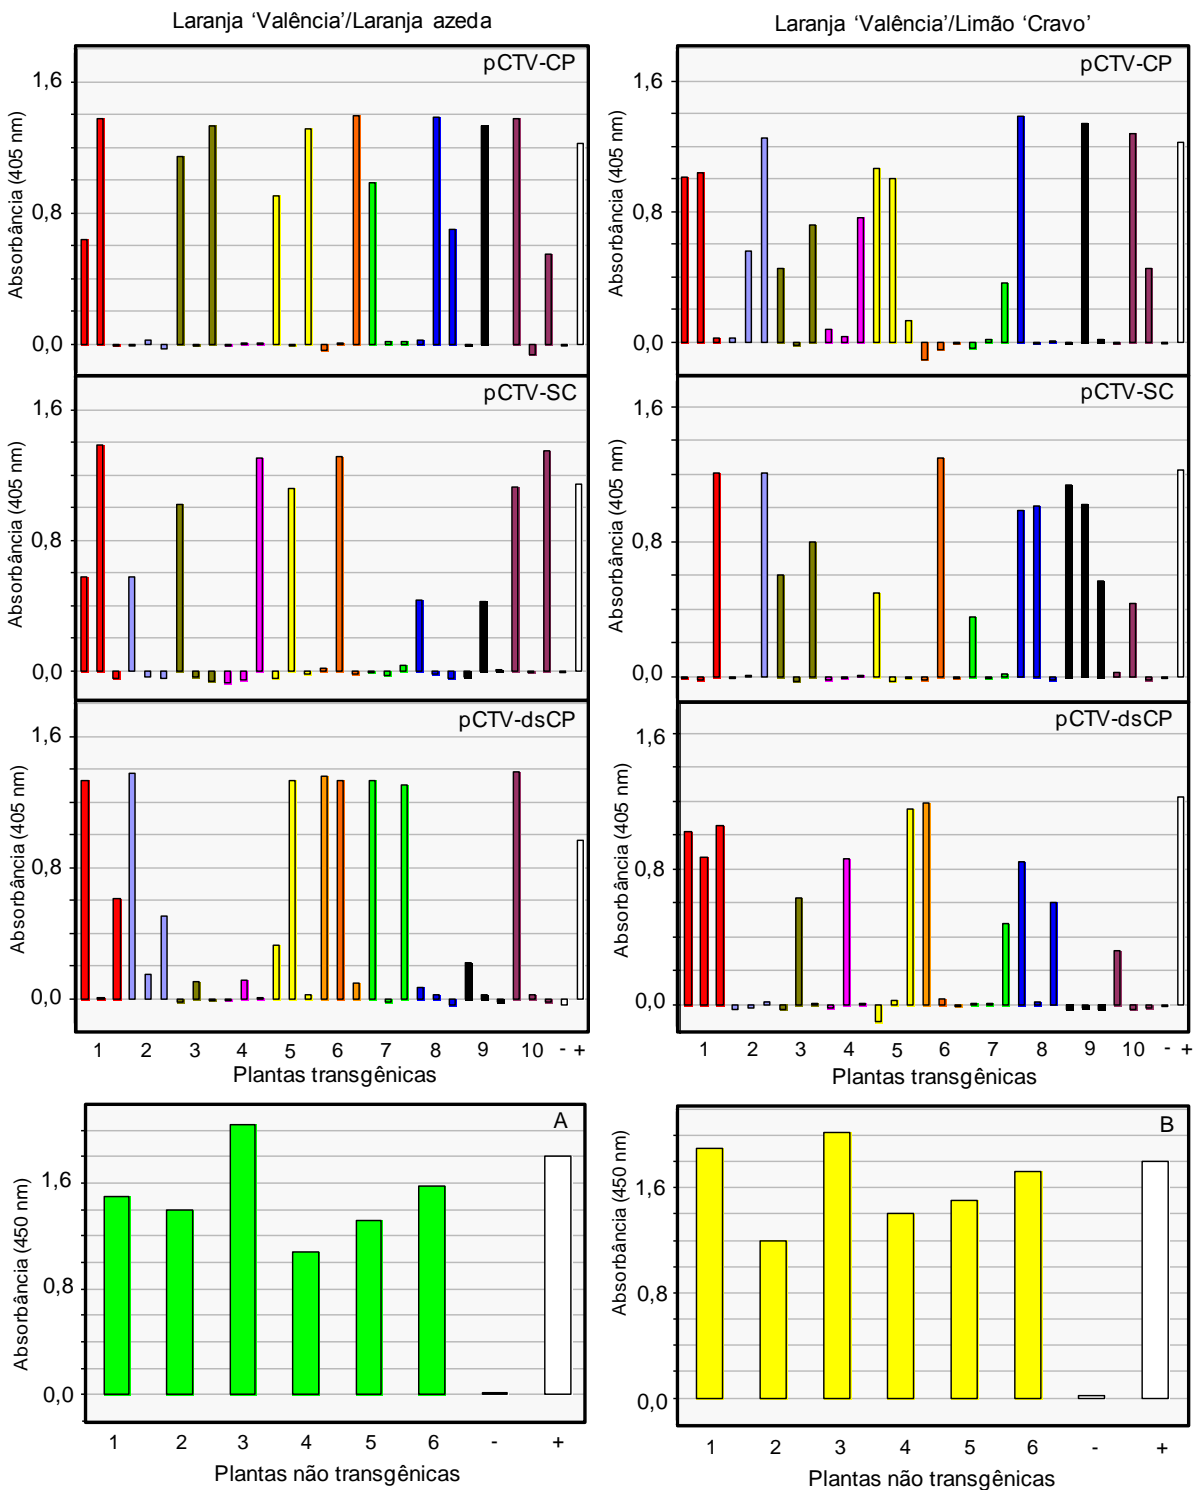 Laranja ‘Valência’/Laranja azeda
pCTV-CP
1,6
0,8
0,0
Absorbância (405 nm)
pCTV-SC
1,6
0,8
0,0
Absorbância (405 nm)
pCTV-dsCP
1,6
0,8
0,0
Absorbância (405 nm)
1 2 3 4 5 6 7 8 9 10 - +
Plantas transgênicas
Laranja ‘Valência’/Limão ‘Cravo’
pCTV-CP
1,6
0,8
0,0
Absorbância (405 nm)
pCTV-SC
1,6
0,8
0,0
Absorbância (405 nm)
pCTV-dsCP
1,6
0,8
0,0
Absorbância (405 nm)
1 2 3 4 5 6 7 8 9 10 - +
Plantas transgênicas
A
1,6
0,8
0,0
Absorbância (450 nm)
1 2 3 4 5 6 - +
Plantas não transgênicas
B
1,6
0,8
0,0
Absorbância (450 nm)
1 2 3 4 5 6 - +
Plantas não transgênicas